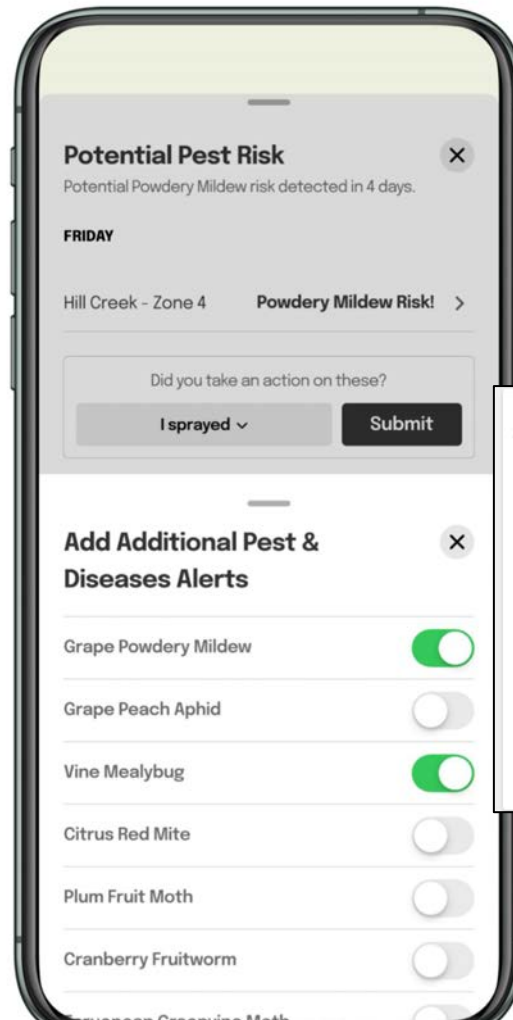 Potential Pest Risk
Potential Powdery Mildew risk detected in 4 days.
FRIDAY
Hill Creek - Zone 4 Powdery Mildew Risk!
Did you take an action on these?
I sprayed Submit
Add Additional Pest &
Diseases Alerts
Grape Powdery Mildew
Grape Peach Aphid
Vine Mealybug
Citrus Red Mite
Plum Fruit Moth
Cranberry Fruitworm
Moth